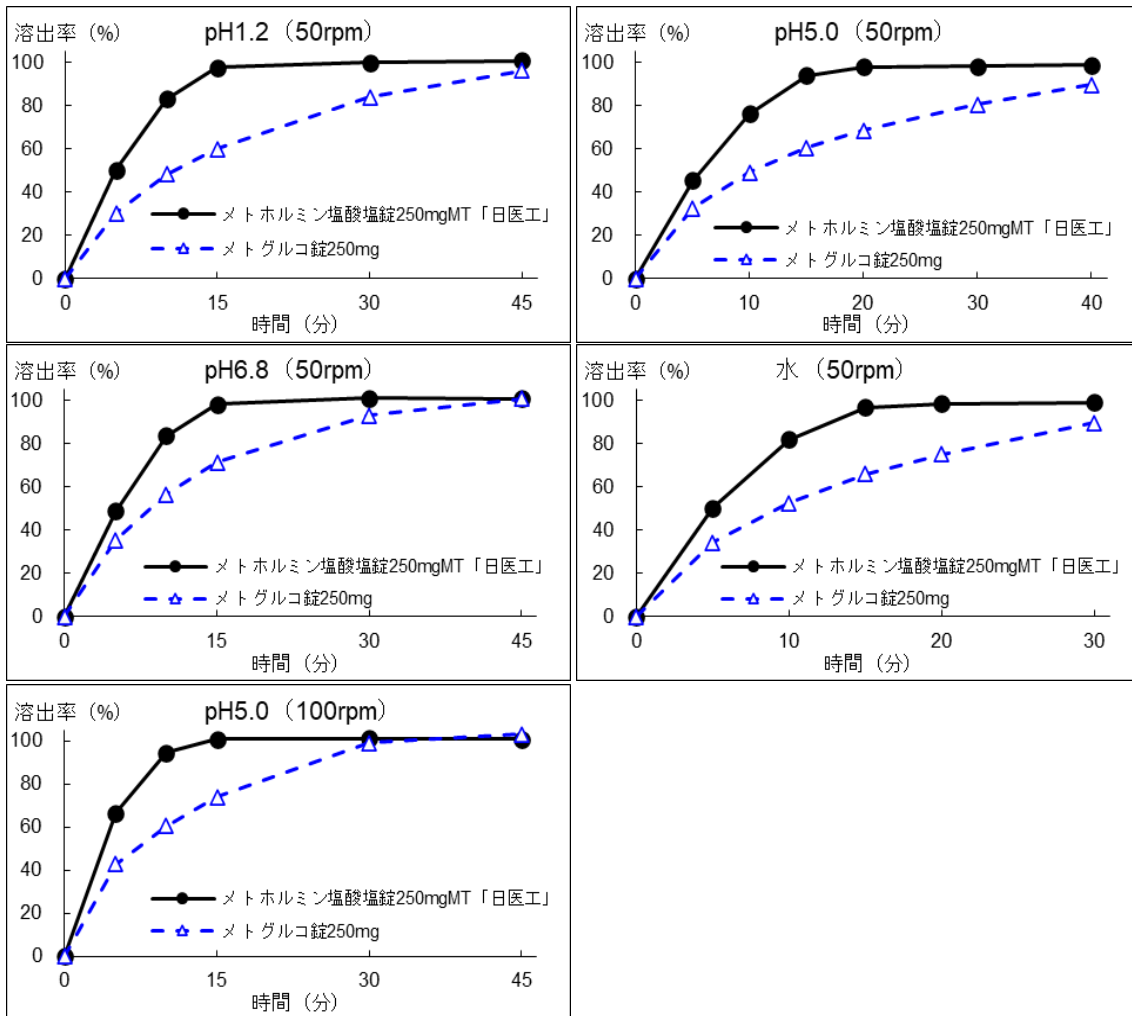 溶出率 (%)
pH1.2（50rpm）
100
80
60
40
20
0
メトホルミン塩酸塩錠250mgMT「日医工」
メトグルコ錠250mg
0 15 30 45
時間 (分)
溶出率 (%)
pH5.0（50rpm）
100
80
60
40
20
0
メトホルミン塩酸塩錠250mgMT「日医工」
メトグルコ錠250mg
0 10 20 30 40
時間 (分)
溶出率 (%)
pH6.8（50rpm）
100
80
60
40
20
0
メトホルミン塩酸塩錠250mgMT「日医工」
メトグルコ錠250mg
0 15 30 45
時間 (分)
溶出率 (%)
水（50rpm）
100
80
60
40
20
0
メトホルミン塩酸塩錠250mgMT「日医工」
メトグルコ錠250mg
0 10 20 30
時間 (分)
溶出率 (%)
pH5.0（100rpm）
100
80
60
40
20
0
メトホルミン塩酸塩錠250mgMT「日医工」
メトグルコ錠250mg
0 15 30 45
時間 (分)